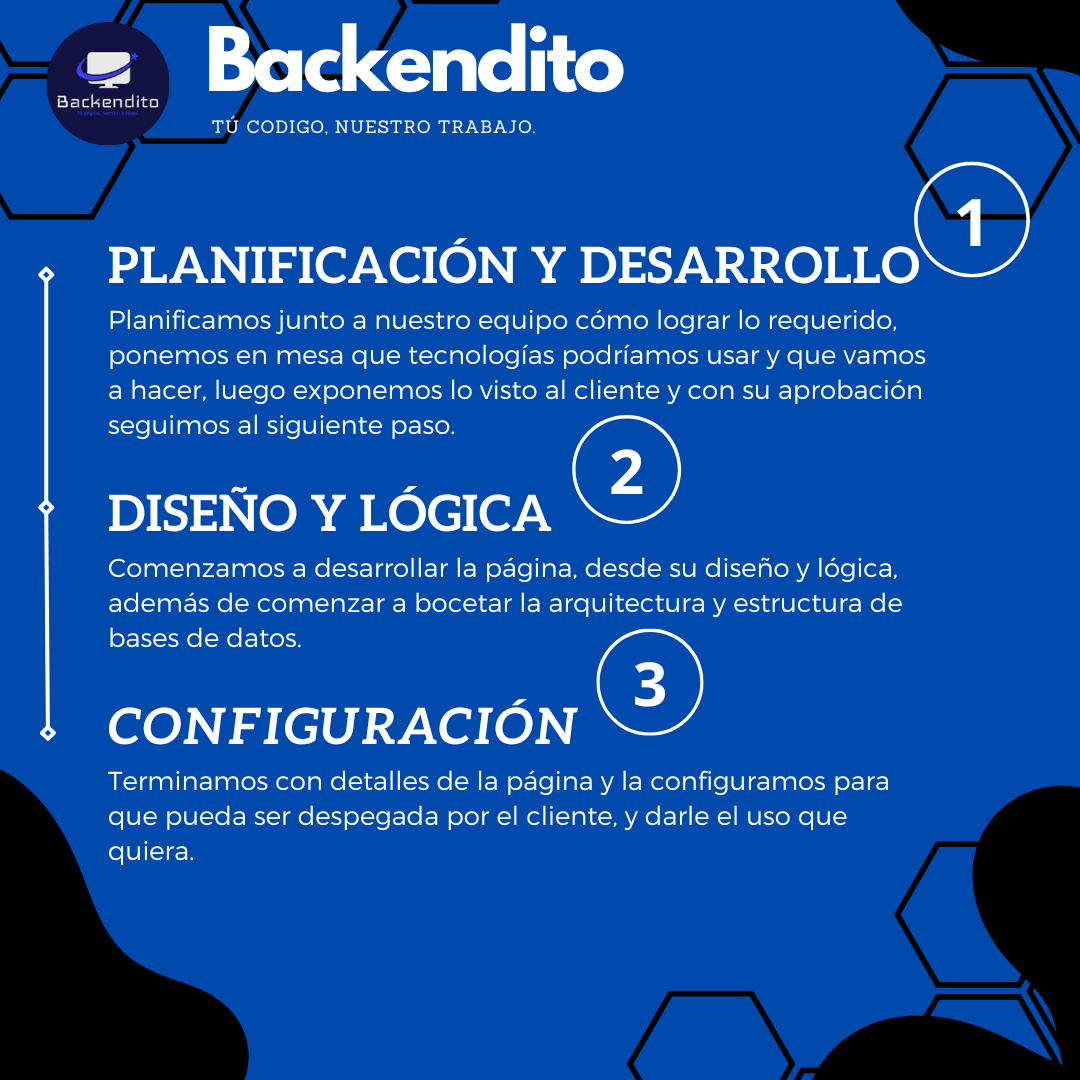 Backendito
Backendito
TÚ CODIGO, NUESTRO TRABAJO.
1
PLANIFICACIÓN Y DESARROLLO
Planificamos junto a nuestro equipo cómo lograr lo requerido,
ponemos en mesa que tecnologías podríamos usar y que vamos
a hacer, luego exponemos lo visto al cliente y con su aprobación
seguimos al siguiente paso.
2
DISEÑO Y LÓGICA
Comenzamos a desarrollar la página, desde su diseño y lógica,
además de comenzar a bocetar la arquitectura y estructura de
bases de datos.
3
CONFIGURACIÓN
Terminamos con detalles de la página y la configuramos para
que pueda ser despegada por el cliente, y darle el uso que
quiera.